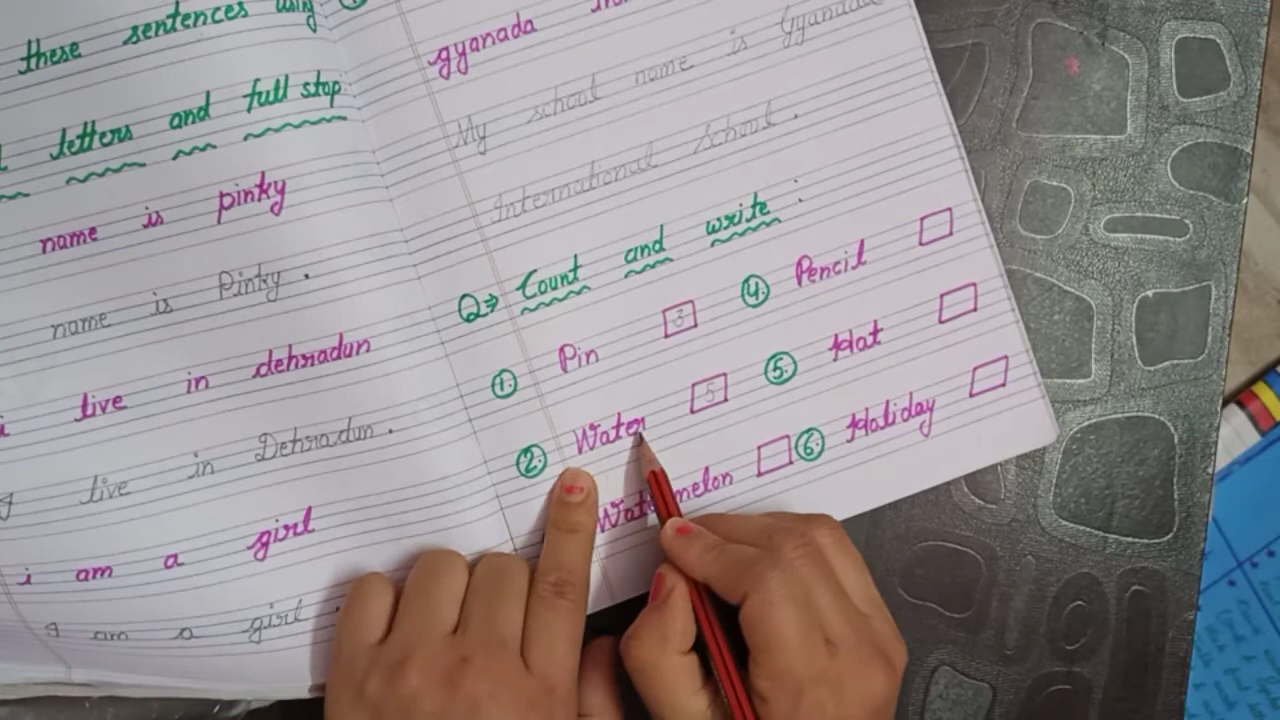 these sentences using
letters and full stop
name is pinky
name is Pinky.
i live in dehradun
I live in Dehradun.
i am a girl
I am a girl.
gyanada
My school name is Gyanada
International School.
Q⇒ Count and write :
1. Pin 3
2. Water 5
Watermelon
4. Pencil
5. Hat
6. Holiday